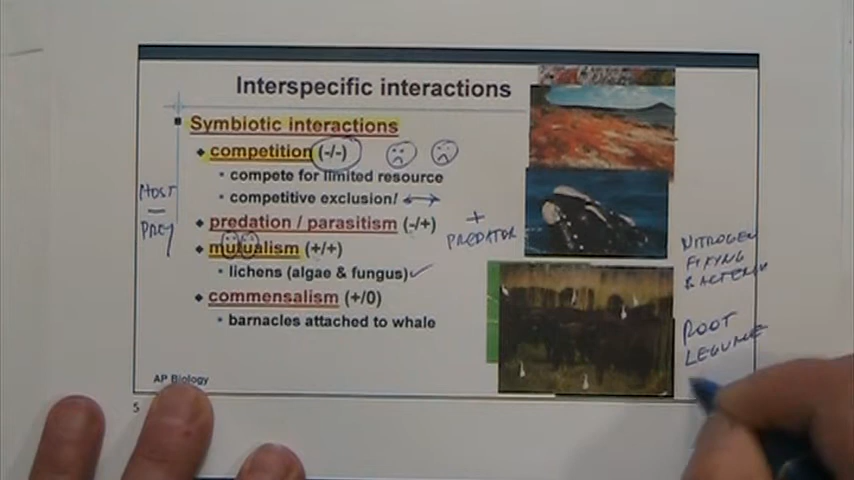 Interspecific interactions
Symbiotic interactions
competition (-/-)
compete for limited resource
competitive exclusion!
predation / parasitism (-/+)
mutualism (+/+)
lichens (algae & fungus)
commensalism (+/0)
barnacles attached to whale
AP Biology
5
HOST
—
PREY
+
PREDATOR
NITROGEN
FIXYNG
BACTERIA
ROOT
LEGUME